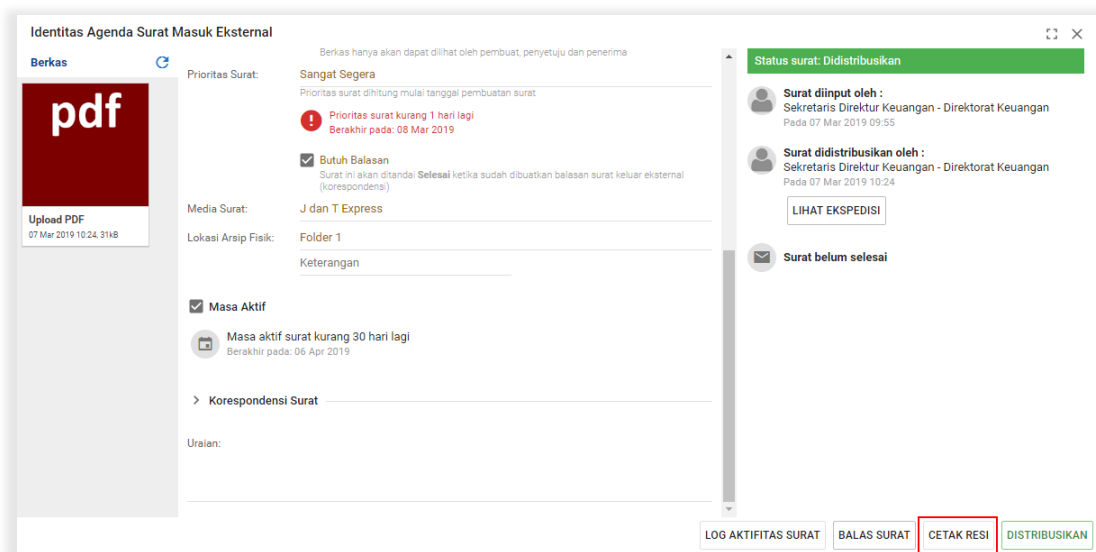 Identitas Agenda Surat Masuk Eksternal
Berkas
pdf
Upload PDF
07 Mar 2019 10:24, 31kB
Berkas hanya akan dapat dilihat oleh pembuat, penyetuju dan penerima
Prioritas Surat:
Sangat Segera
Prioritas surat dihitung mulai tanggal pembuatan surat
Prioritas surat kurang 1 hari lagi
Berakhir pada: 08 Mar 2019
Butuh Balasan
Surat ini akan ditandai Selesai ketika sudah dibuatkan balasan surat keluar eksternal
(korespondensi)
Media Surat:
J dan T Express
Lokasi Arsip Fisik:
Folder 1
Keterangan
Masa Aktif
Masa aktif surat kurang 30 hari lagi
Berakhir pada: 06 Apr 2019
Korespondensi Surat
Uraian:
Status surat: Didistribusikan
Surat diinput oleh :
Sekretaris Direktur Keuangan - Direktorat Keuangan
Pada 07 Mar 2019 09:55
Surat didistribusikan oleh :
Sekretaris Direktur Keuangan - Direktorat Keuangan
Pada 07 Mar 2019 10:24
LIHAT EKSPEDISI
Surat belum selesai
LOG AKTIFITAS SURAT
BALAS SURAT
CETAK RESI
DISTRIBUSIKAN